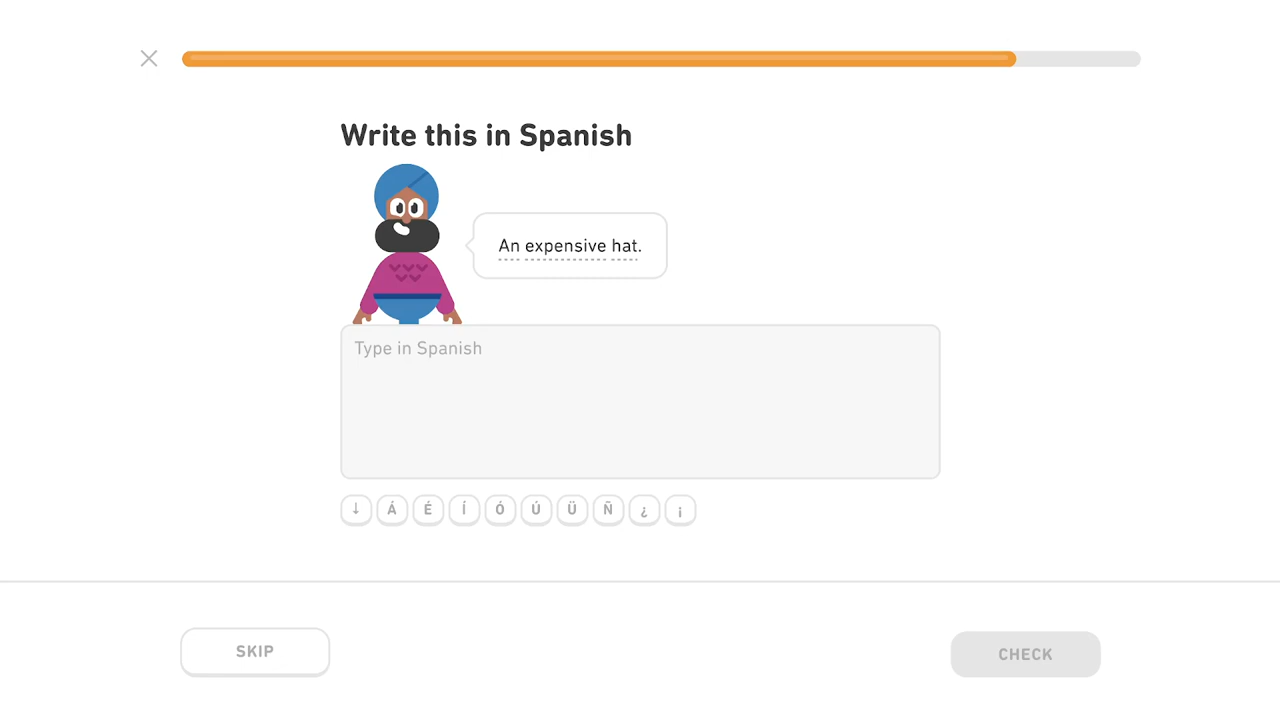 Write this in Spanish
An expensive hat.
Type in Spanish
↓ Á É Í Ó Ú Ü Ñ ¿ ¡
SKIP
CHECK